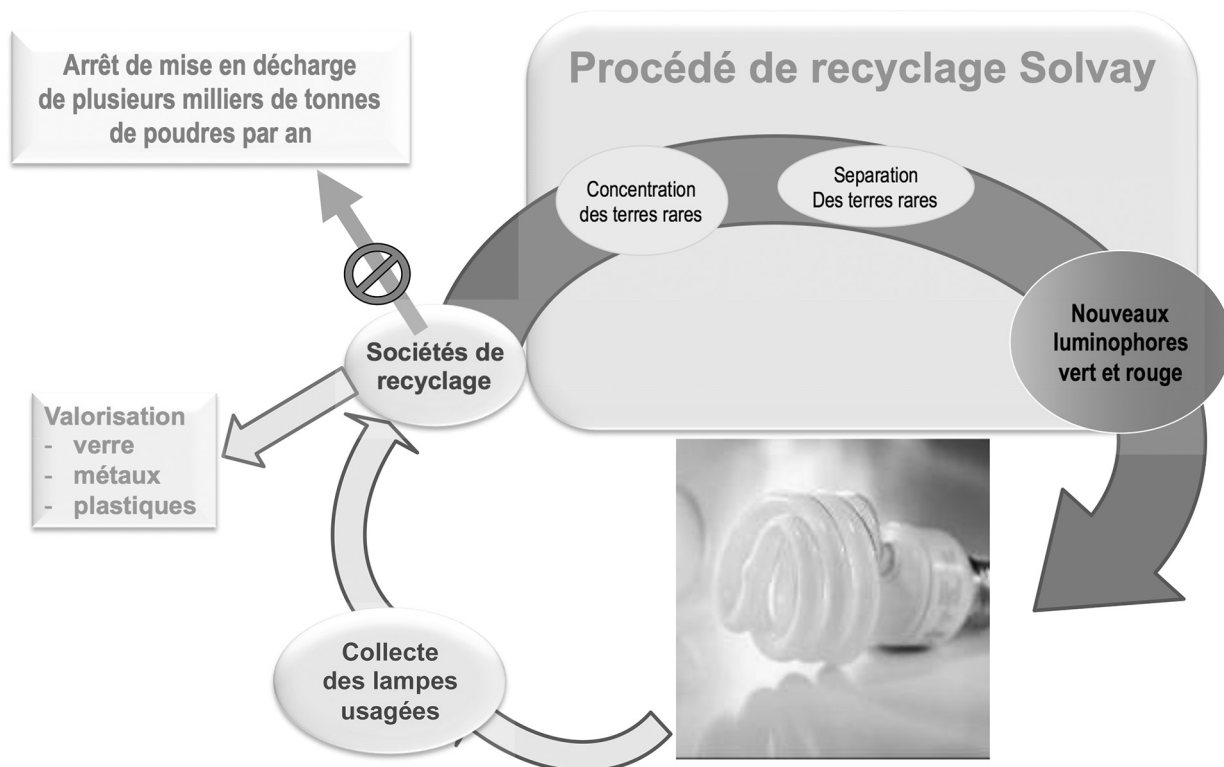 Arrêt de mise en décharge
de plusieurs milliers de tonnes
de poudres par an
Procédé de recyclage Solvay
Concentration
des terres rares
Separation
Des terres rares
Nouveaux
luminophores
vert et rouge
Sociétés de
recyclage
Valorisation
- verre
- métaux
- plastiques
Collecte
des lampes
usagées